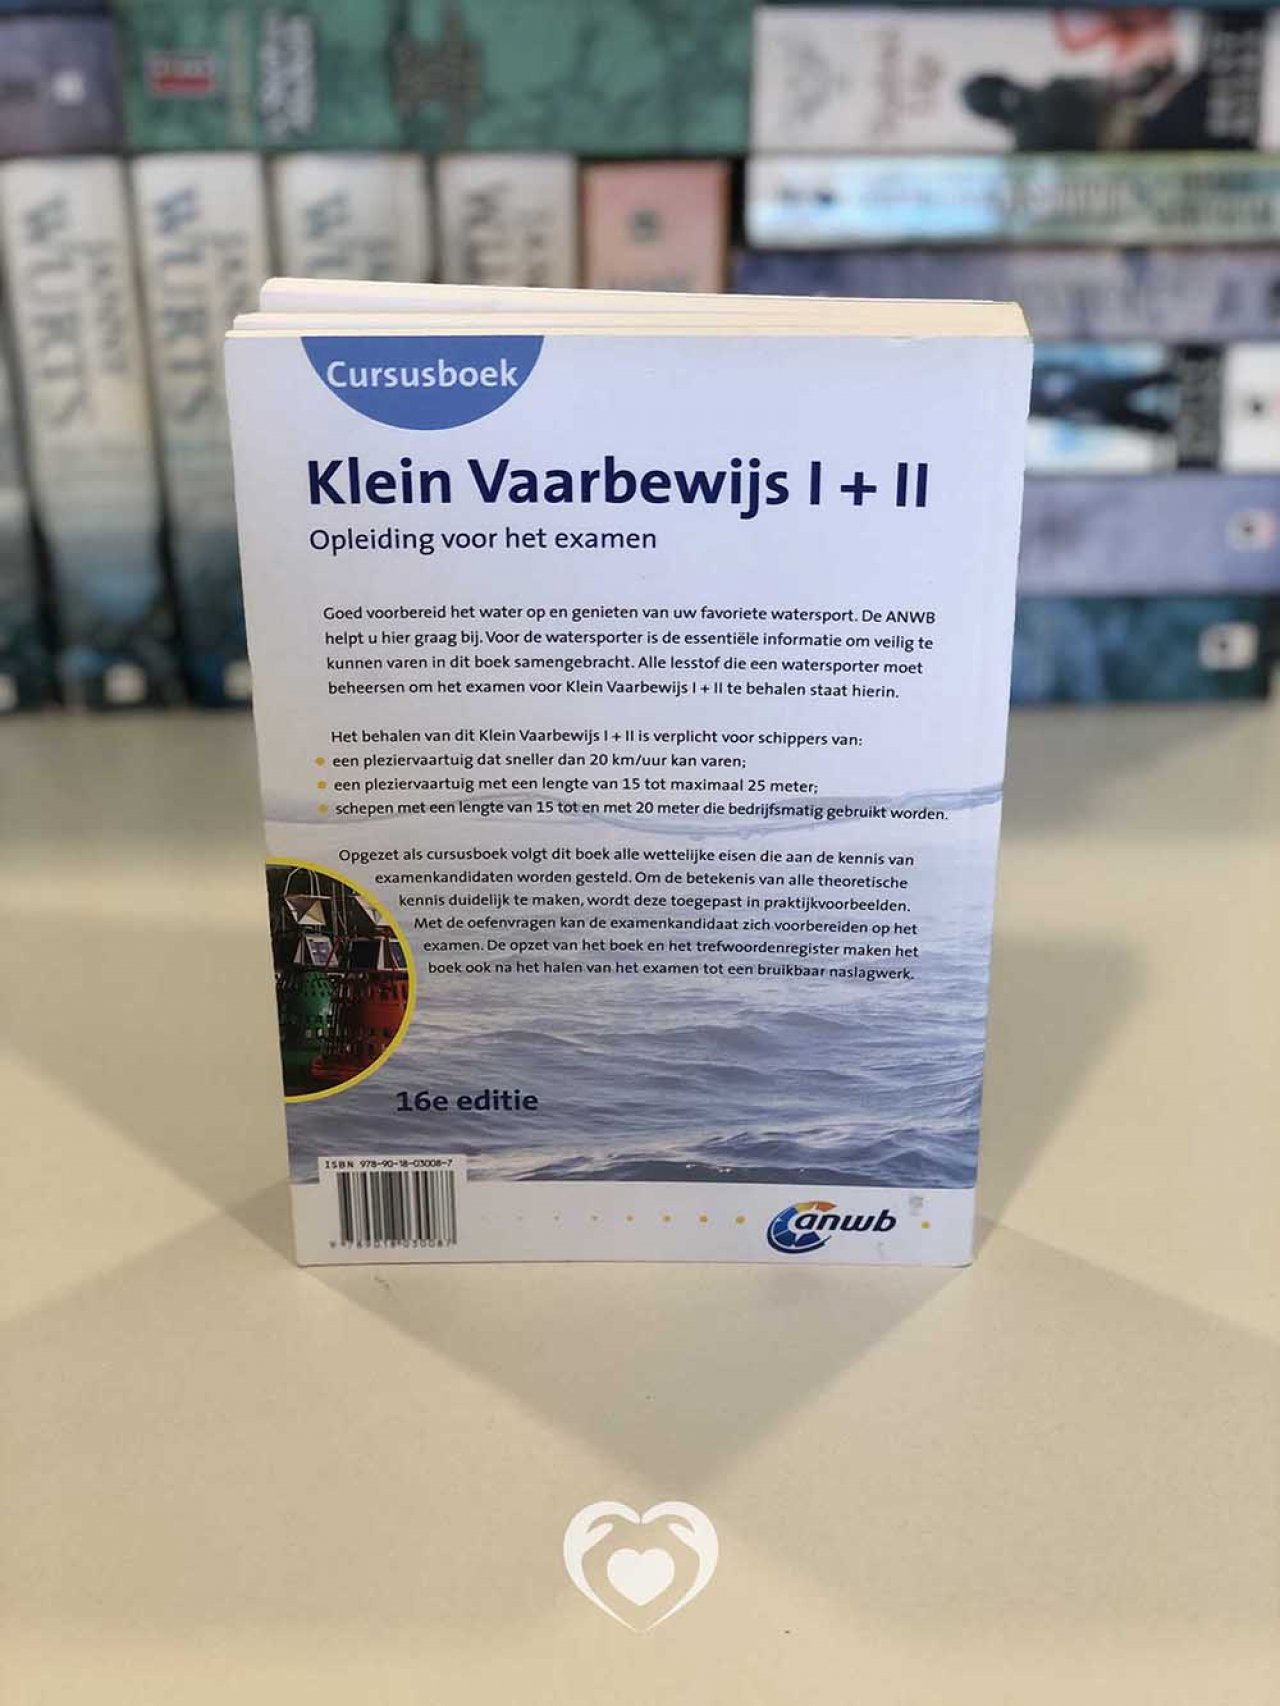 JANNY
WURTS
JANNY
WURTS
WURTS
WURTS
Cursusboek
Klein Vaarbewijs I + II
Opleiding voor het examen
Goed voorbereid het water op en genieten van uw favoriete watersport. De ANWB
helpt u hier graag bij. Voor de watersporter is de essentiële informatie om veilig te
kunnen varen in dit boek samengebracht. Alle lesstof die een watersporter moet
beheersen om het examen voor Klein Vaarbewijs I + II te behalen staat hierin.
Het behalen van dit Klein Vaarbewijs I + II is verplicht voor schippers van:
een pleziervaartuig dat sneller dan 20 km/uur kan varen;
een pleziervaartuig met een lengte van 15 tot maximaal 25 meter;
schepen met een lengte van 15 tot en met 20 meter die bedrijfsmatig gebruikt worden.
Opgezet als cursusboek volgt dit boek alle wettelijke eisen die aan de kennis van
examenkandidaten worden gesteld. Om de betekenis van alle theoretische
kennis duidelijk te maken, wordt deze toegepast in praktijkvoorbeelden.
Met de oefenvragen kan de examenkandidaat zich voorbereiden op het
examen. De opzet van het boek en het trefwoordenregister maken het
boek ook na het halen van het examen tot een bruikbaar naslagwerk.
16e editie
ISBN 978-90-18-03008-7
9 789018 030087
anwb